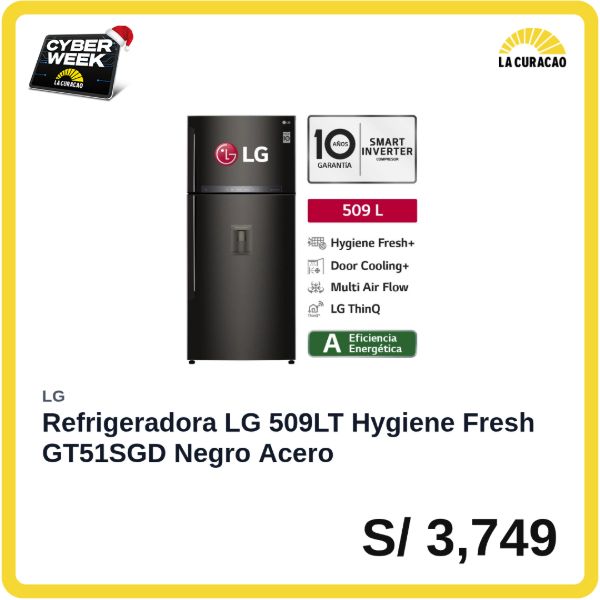 CYBER
WEEK
LA CURACAO
LA CURACAO
LG
10 AÑOS
GARANTÍA
SMART
INVERTER
COMPRESOR
509 L
Hygiene Fresh+
Door Cooling+
Multi Air Flow
LG ThinQ
A Eficiencia
Energética
LG
Refrigeradora LG 509LT Hygiene Fresh
GT51SGD Negro Acero
S/ 3,749